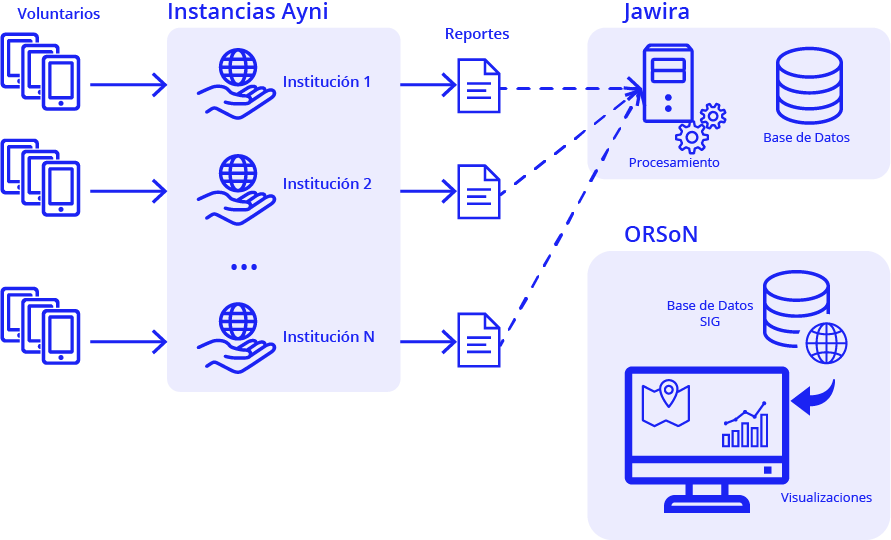 Voluntarios
Instancias Ayni
Reportes
Jawira
Institución 1
Institución 2
...
Institución N
Procesamiento
Base de Datos
ORSoN
Base de Datos
SIG
Visualizaciones